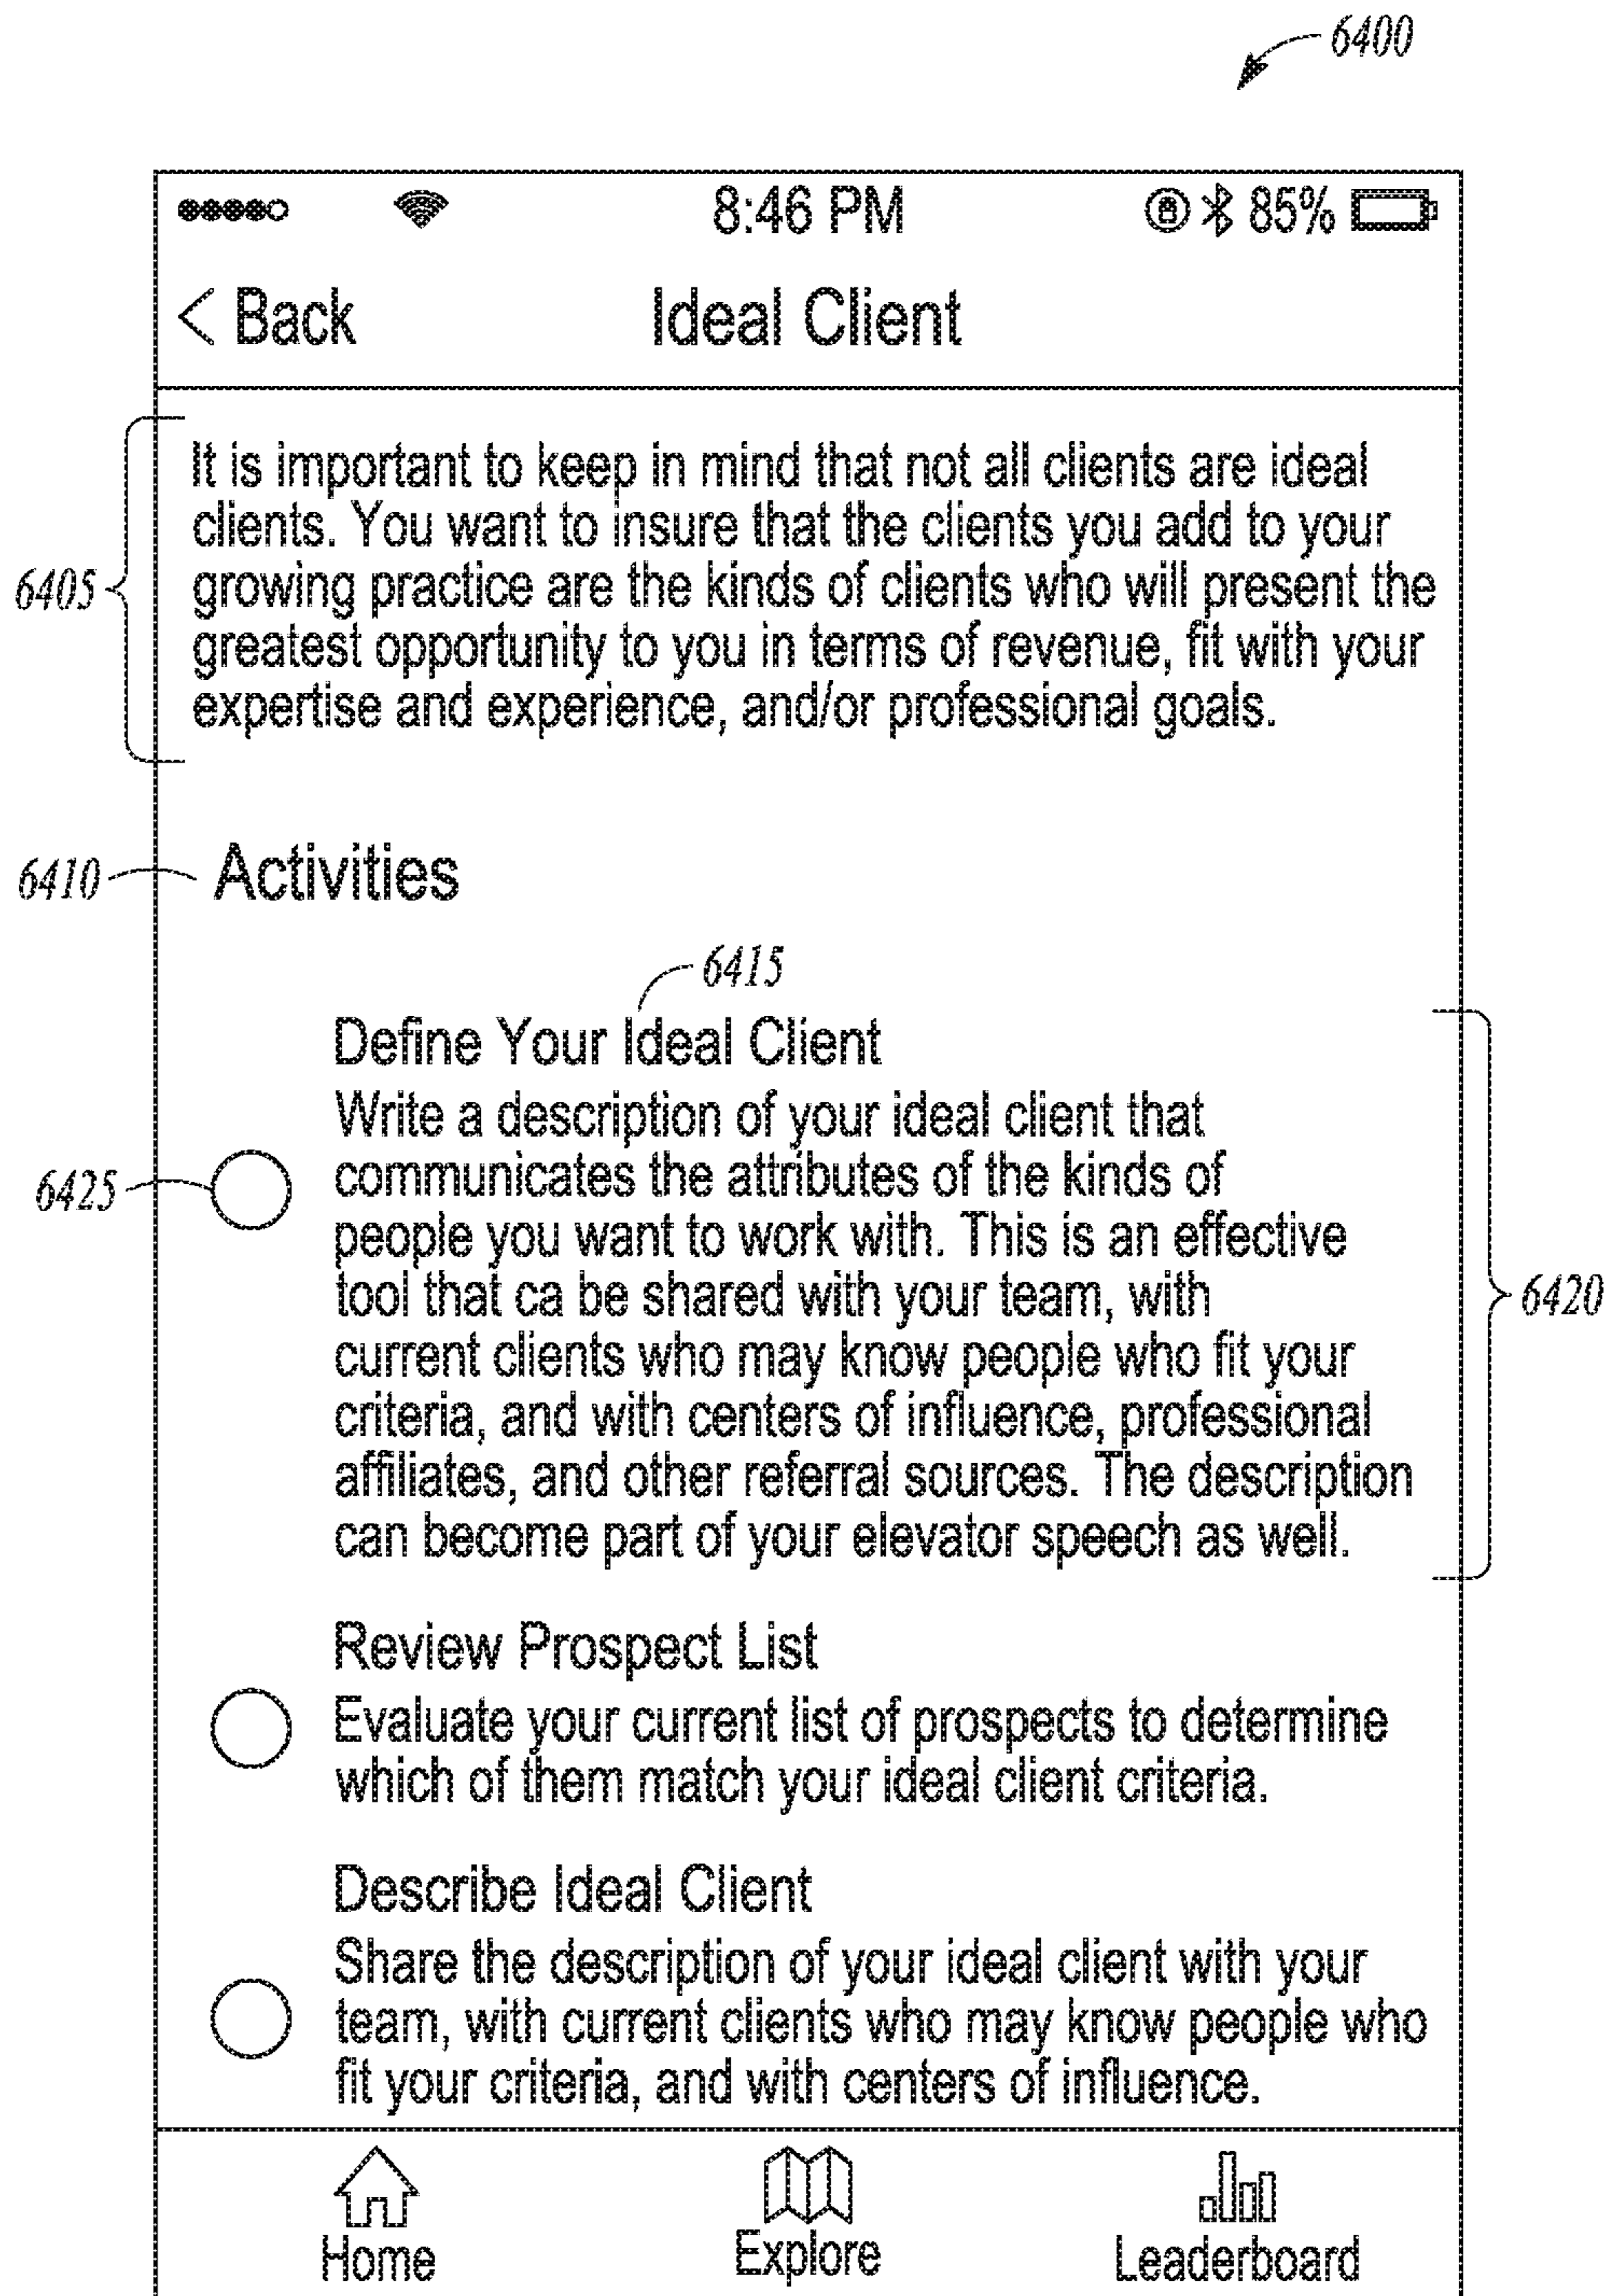 6400
8:46 PM 85%
< Back Ideal Client
It is important to keep in mind that not all clients are ideal
clients. You want to insure that the clients you add to your
growing practice are the kinds of clients who will present the
greatest opportunity to you in terms of revenue, fit with your
expertise and experience, and/or professional goals.
6405
6410 Activities
6415
Define Your Ideal Client
Write a description of your ideal client that
communicates the attributes of the kinds of
people you want to work with. This is an effective
tool that ca be shared with your team, with
current clients who may know people who fit your
criteria, and with centers of influence, professional
affiliates, and other referral sources. The description
can become part of your elevator speech as well.
6425
6420
Review Prospect List
Evaluate your current list of prospects to determine
which of them match your ideal client criteria.
Describe Ideal Client
Share the description of your ideal client with your
team, with current clients who may know people who
fit your criteria, and with centers of influence.
Home Explore Leaderboard